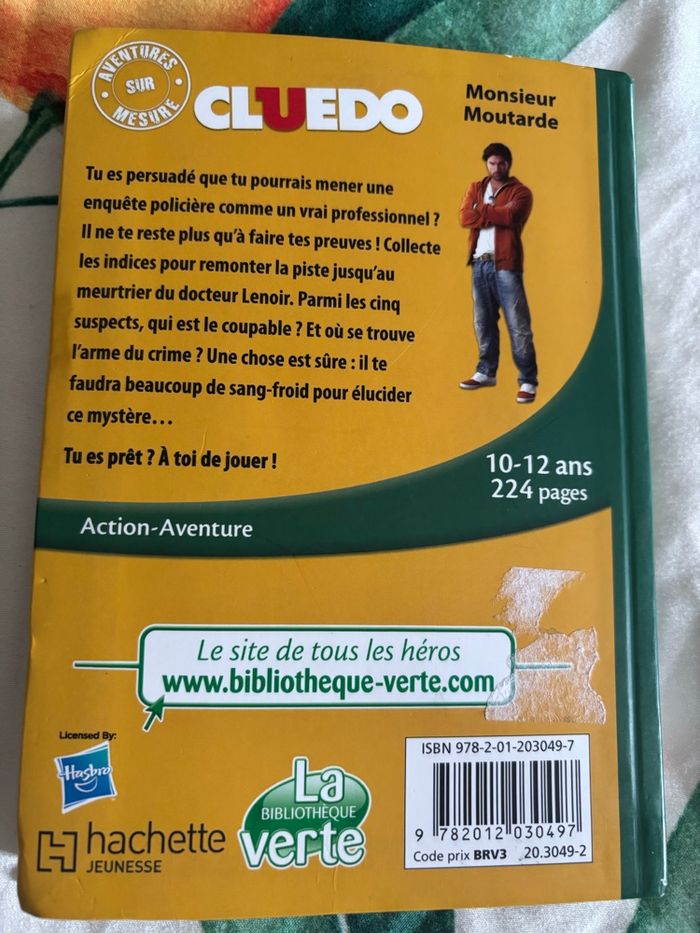 AVENTURES
SUR
MESURE
CLUEDO
Monsieur
Moutarde
Tu es persuadé que tu pourrais mener une
enquête policière comme un vrai professionnel ?
Il ne te reste plus qu'à faire tes preuves ! Collecte
les indices pour remonter la piste jusqu'au
meurtrier du docteur Lenoir. Parmi les cinq
suspects, qui est le coupable ? Et où se trouve
l'arme du crime ? Une chose est sûre : il te
faudra beaucoup de sang-froid pour élucider
ce mystère...
Tu es prêt ? À toi de jouer !
10-12 ans
224 pages
Action-Aventure
Le site de tous les héros
www.bibliotheque-verte.com
Licensed By:
Hasbro
hachette
JEUNESSE
La
BIBLIOTHÈQUE
verte
ISBN 978-2-01-203049-7
9 782012 030497
Code prix BRV3 20.3049-2